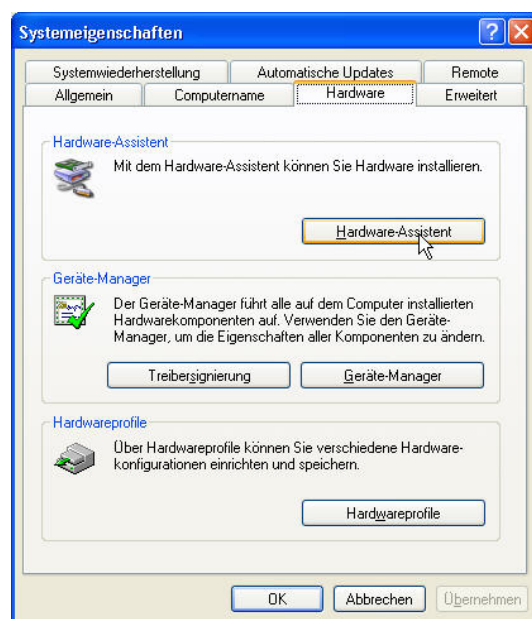 Systemeigenschaften
Systemwiederherstellung Automatische Updates Remote
Allgemein Computername Hardware Erweitert
Hardware-Assistent
Mit dem Hardware-Assistent können Sie Hardware installieren.
Hardware-Assistent
Geräte-Manager
Der Geräte-Manager führt alle auf dem Computer installierten
Hardwarekomponenten auf. Verwenden Sie den Geräte-
Manager, um die Eigenschaften aller Komponenten zu ändern.
Treibersignierung Geräte-Manager
Hardwareprofile
Über Hardwareprofile können Sie verschiedene Hardware-
konfigurationen einrichten und speichern.
Hardwareprofile
OK Abbrechen Übernehmen